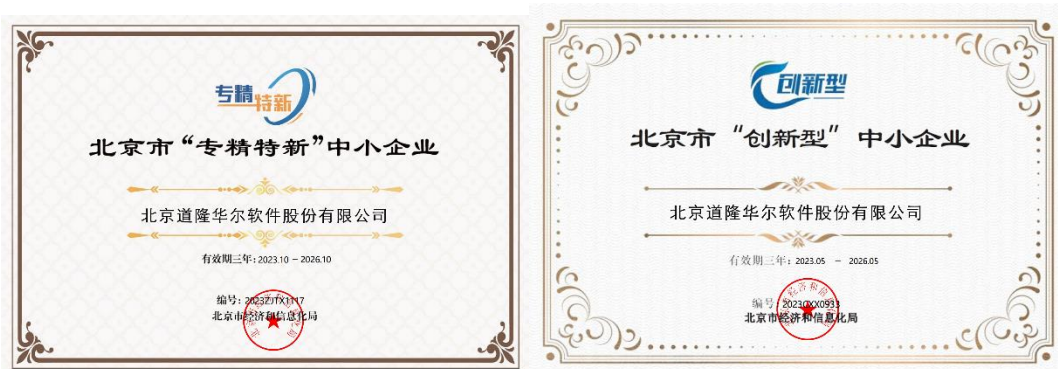 专精特新
北京市“专精特新”中小企业
北京道隆华尔软件股份有限公司
有效期三年：2023.10 – 2026.10
编号：2023ZJTX1117
北京市经济和信息化局
创新型
北京市“创新型”中小企业
北京道隆华尔软件股份有限公司
有效期三年：2023.05 – 2026.05
编号：2023CXX0933
北京市经济和信息化局